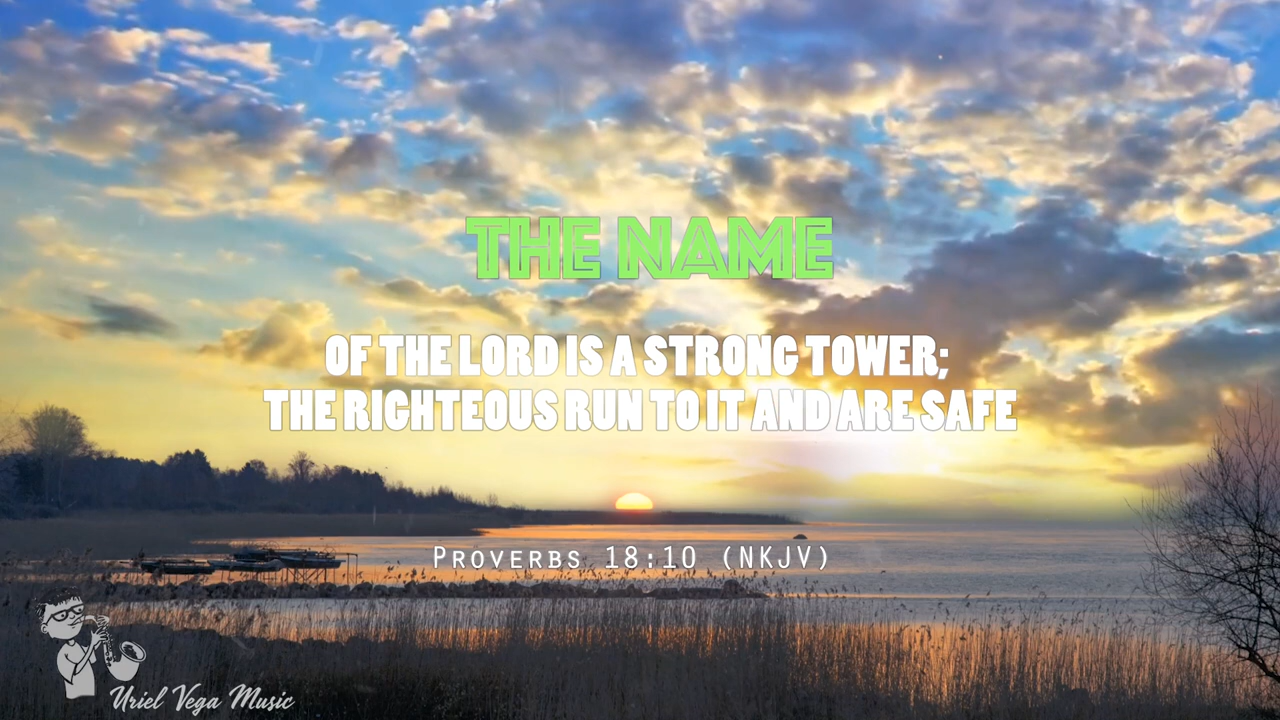 THE NAME
OF THE LORD IS A STRONG TOWER;
THE RIGHTEOUS RUN TO IT AND ARE SAFE
Proverbs 18:10 (NKJV)
Uriel Vega Music